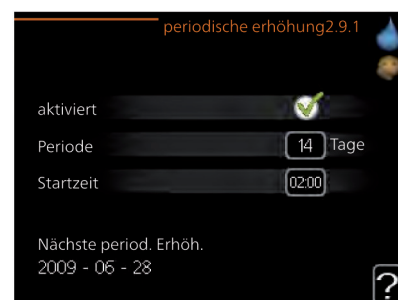 periodische erhöhung2.9.1
aktiviert
Periode 14 Tage
Startzeit 02:00
Nächste period. Erhöh.
2009 - 06 - 28
?